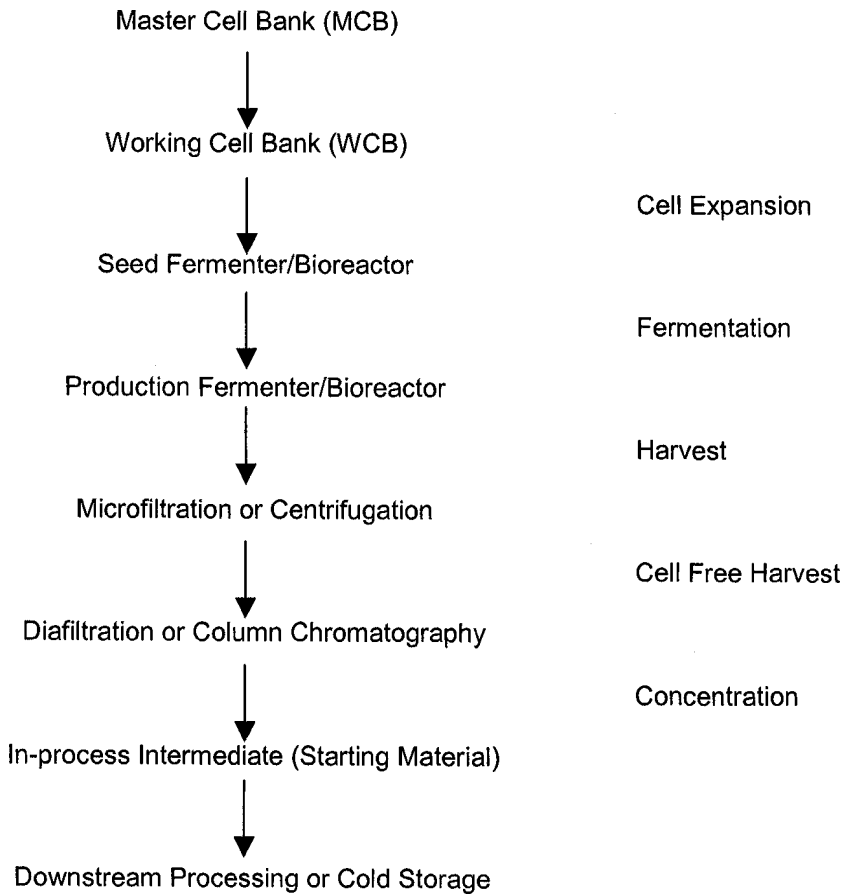 Master Cell Bank (MCB)
Working Cell Bank (WCB)
Cell Expansion
Seed Fermenter/Bioreactor
Fermentation
Production Fermenter/Bioreactor
Harvest
Microfiltration or Centrifugation
Cell Free Harvest
Diafiltration or Column Chromatography
Concentration
In-process Intermediate (Starting Material)
Downstream Processing or Cold Storage